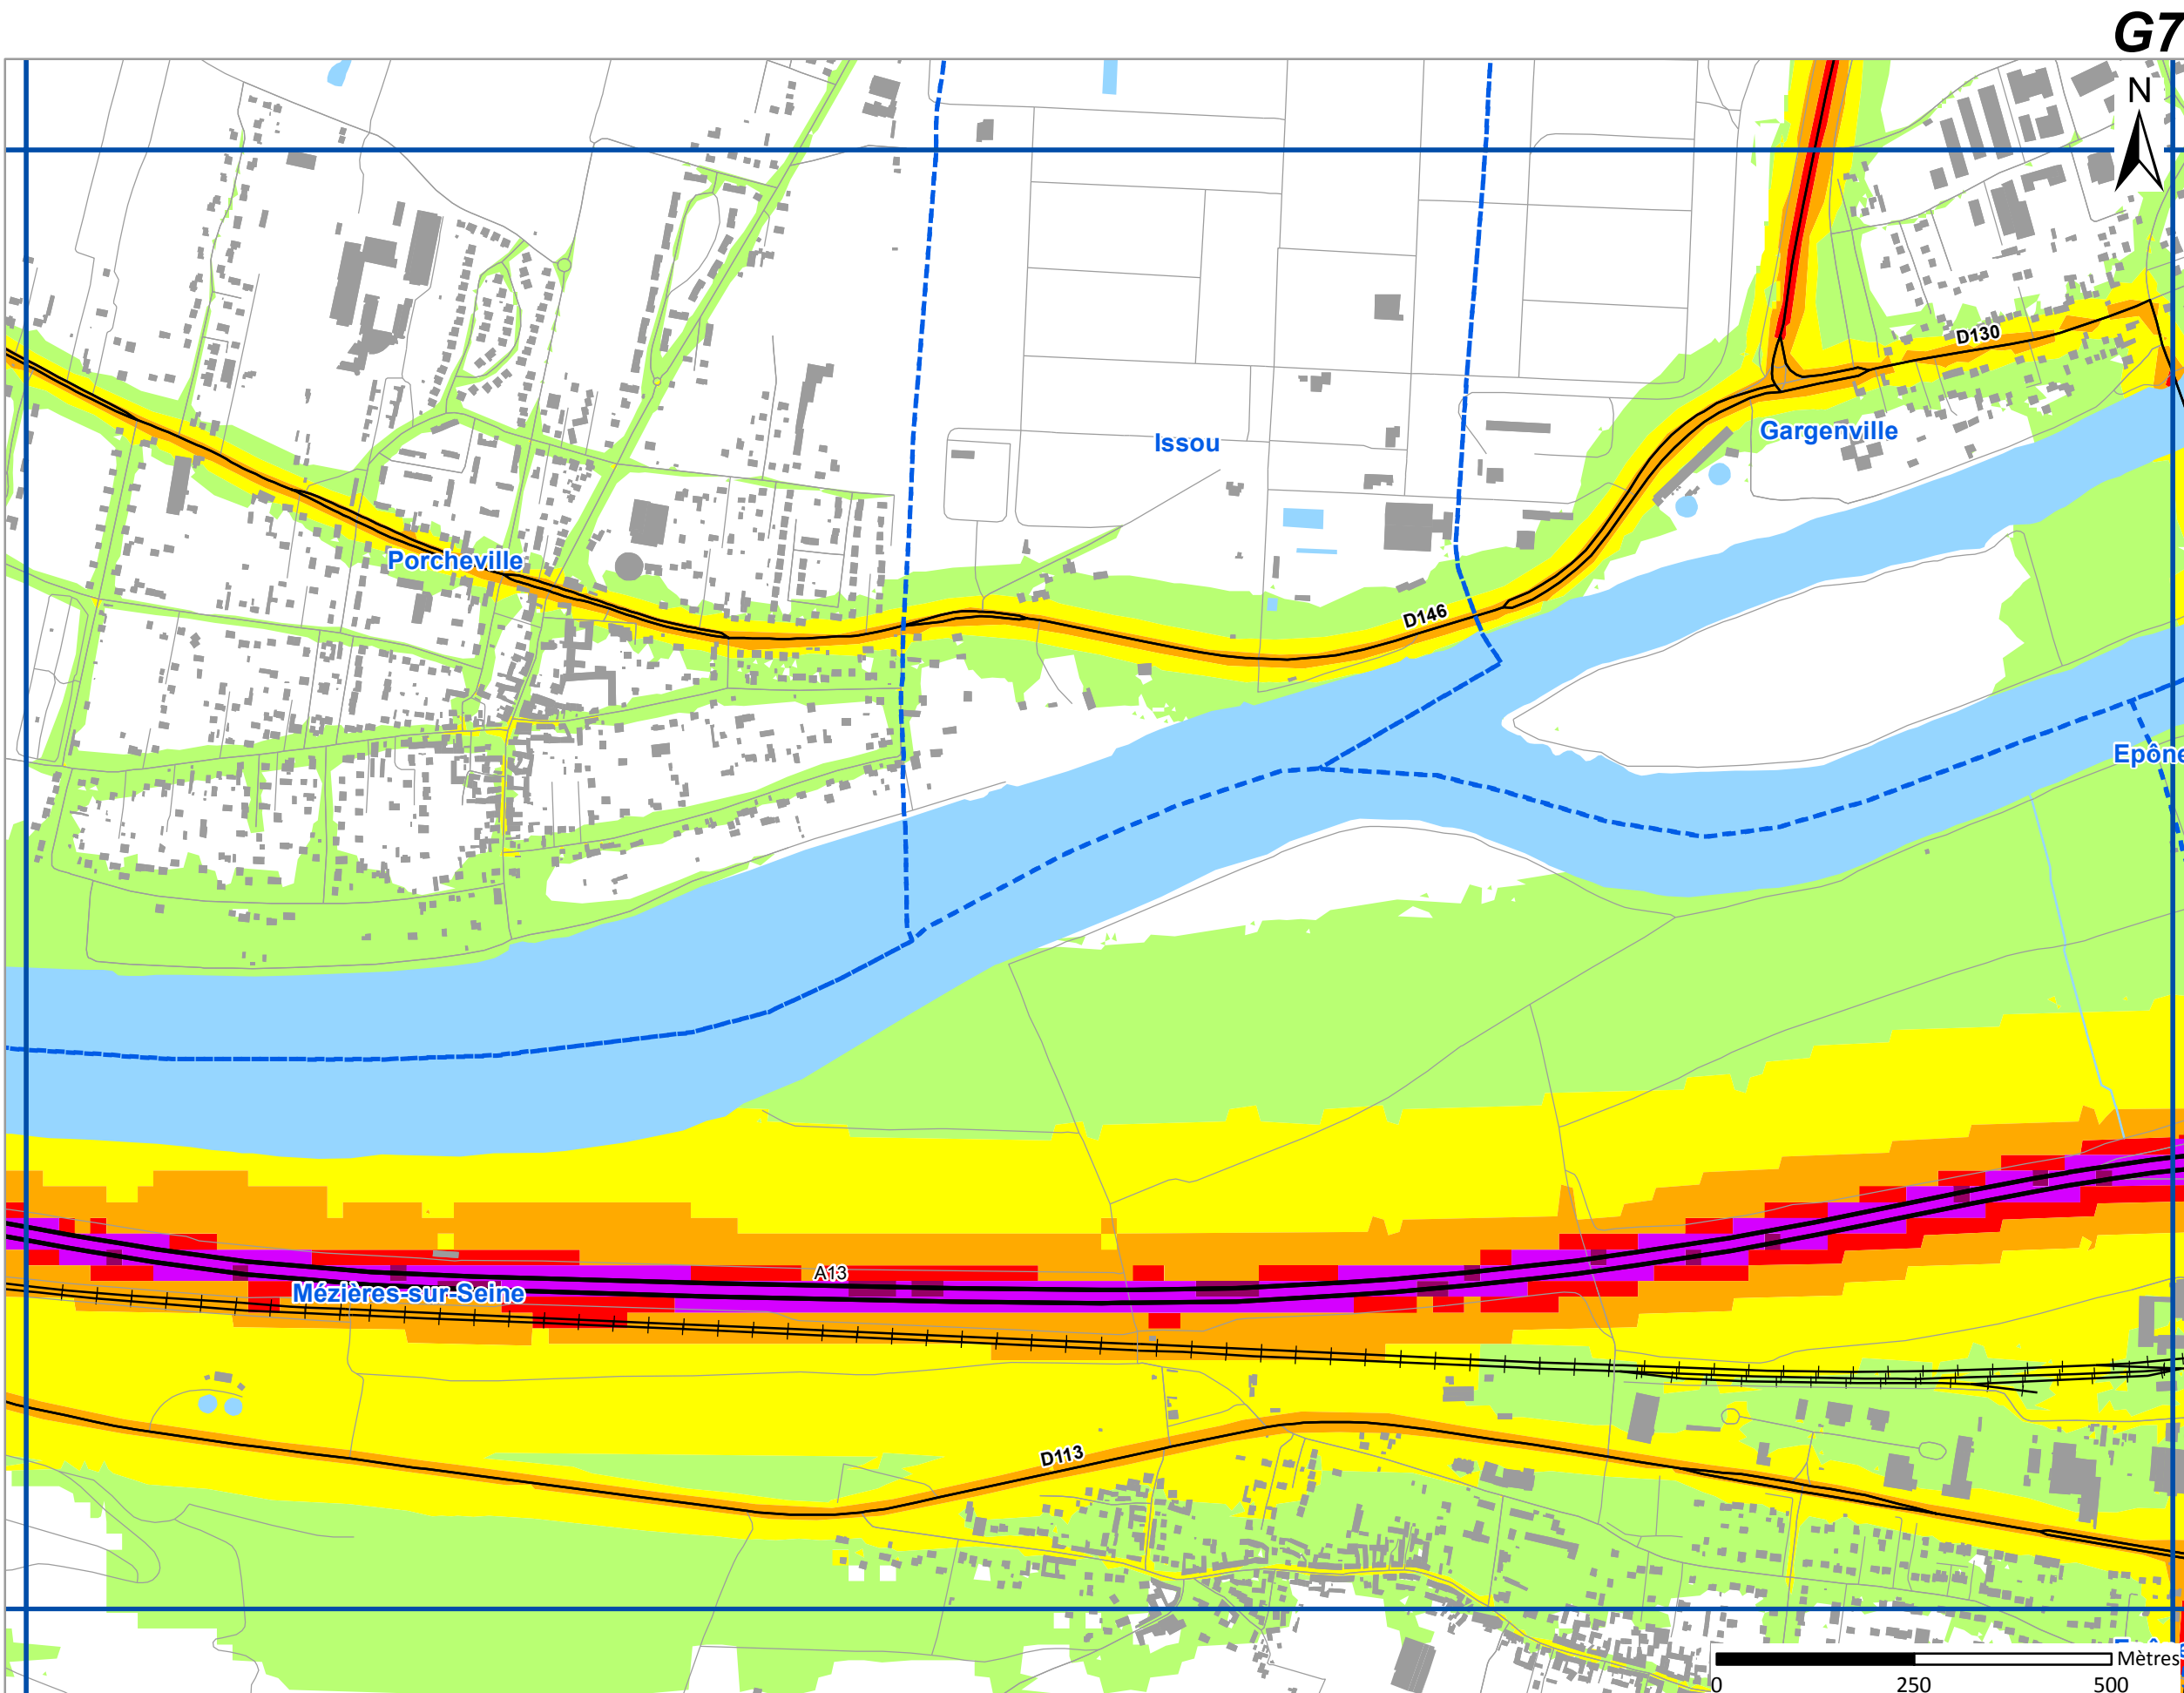 G7
N
D130
Gargenville
Issou
Porcheville
D146
Epône
A13
Mézières-sur-Seine
D113
Mètres
0 250 500